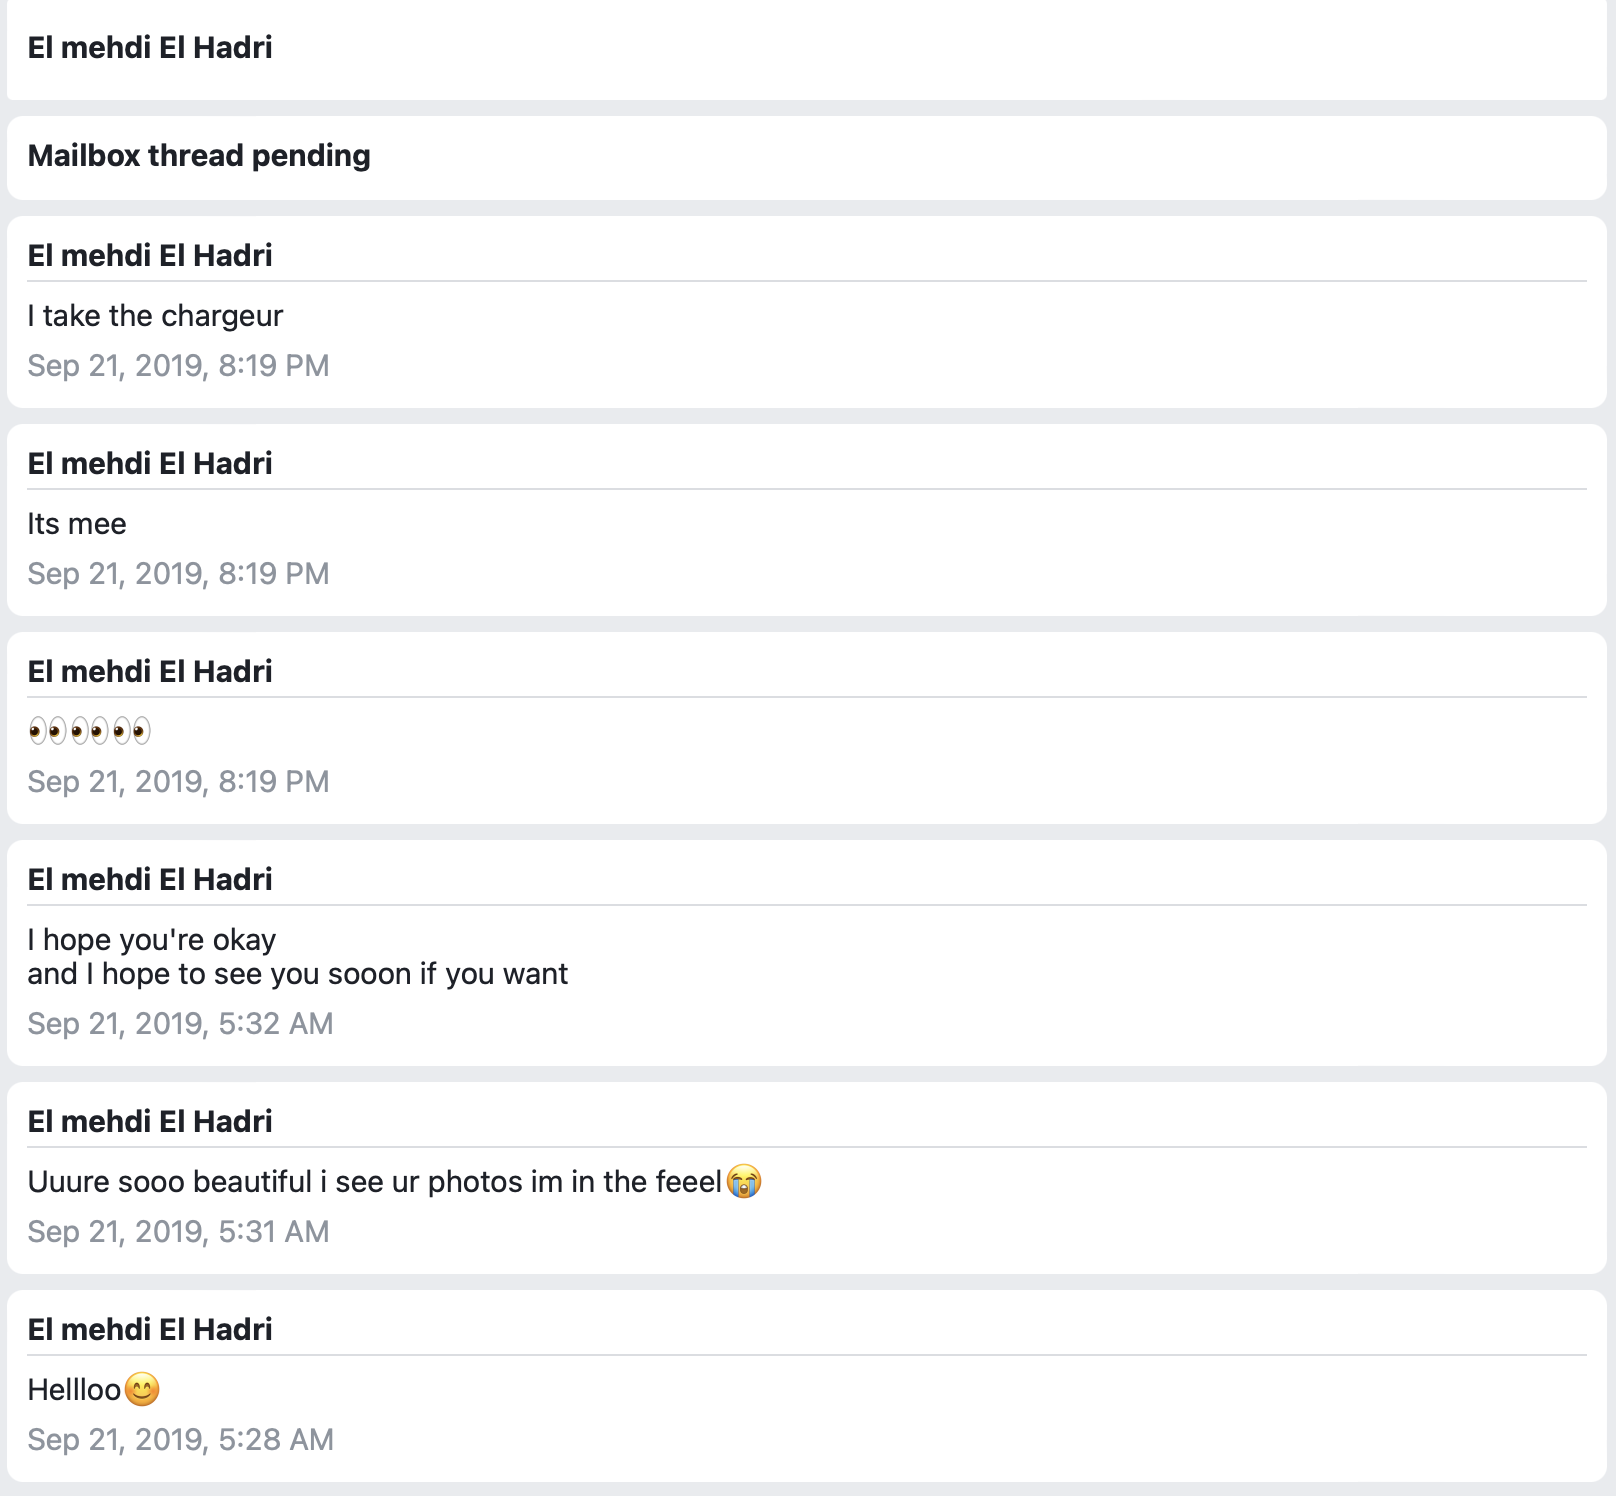 El mehdi El Hadri
Mailbox thread pending
El mehdi El Hadri
I take the chargeur
Sep 21, 2019, 8:19 PM
El mehdi El Hadri
Its mee
Sep 21, 2019, 8:19 PM
El mehdi El Hadri
👀👀👀
Sep 21, 2019, 8:19 PM
El mehdi El Hadri
I hope you're okay
and I hope to see you sooon if you want
Sep 21, 2019, 5:32 AM
El mehdi El Hadri
Uuure sooo beautiful i see ur photos im in the feeel😭
Sep 21, 2019, 5:31 AM
El mehdi El Hadri
Hellloo😊
Sep 21, 2019, 5:28 AM